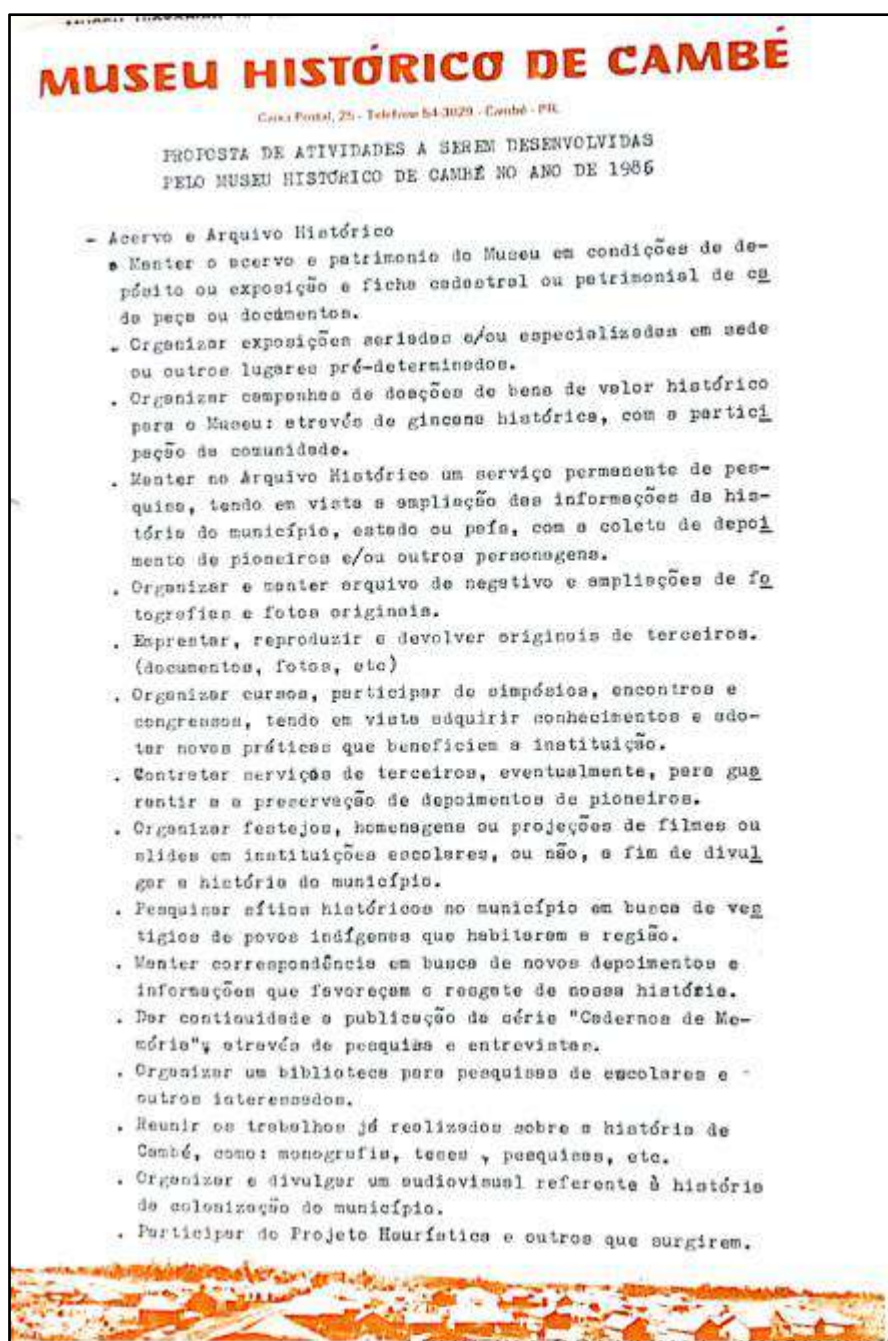 MUSEU HISTÓRICO DE CAMBÉ
Caixa Postal, 25 - Telefone 54-3029 - Cambé - PR.
PROPOSTA DE ATIVIDADES A SEREM DESENVOLVIDAS
PELO MUSEU HISTÓRICO DE CAMBÉ NO ANO DE 1986
- Acervo e Arquivo Histórico
. Manter o acervo e patrimonio do Museu em condições de de-
pósito ou exposição e ficha cadastral ou patrimonial de ca
da peça ou documentos.
. Organizar exposições seriadas e/ou especializadas em sede
ou outros lugares pré-determinados.
. Organizar campanhas de doações de bens de valor histórico
para o Museu: através de gincana histórica, com a partici
pação da comunidade.
. Manter no Arquivo Histórico um serviço permanente de pes-
quisa, tendo em vista a ampliação das informações da his-
tória do município, estado ou país, com a coleta de depoi
mento de pioneiros e/ou outros personagens.
. Organizar e manter arquivo de negativo e ampliações de fo
tografias e fotos originais.
. Emprestar, reproduzir e devolver originais de terceiros.
(documentos, fotos, etc)
. Organizar cursos, participar de simpósios, encontros e
congressos, tendo em vista adquirir conhecimentos e ado-
tar novas práticas que beneficiem a instituição.
. Contratar serviços de terceiros, eventualmente, para gua
rantir a a preservação de depoimentos de pioneiros.
. Organizar festejos, homenagens ou projeções de filmes ou
slides em instituições escolares, ou não, a fim de divul
gar a história do município.
. Pesquisar sítios históricos no município em busca de ves
tigios de povos indígenas que habitaram a região.
. Manter correspondência em busca de novos depoimentos e
informações que favoreçam o resgate de nossa história.
. Dar continuidade a publicação da série "Cadernos de Me-
mória", através de pesquisa e entrevistas.
. Organizar um biblioteca para pesquisas de escolares e -
outros interessados.
. Reunir os trabalhos já realizados sobre a história de
Cambé, como: monografia, teses , pesquisas, etc.
. Organizar e divulgar um audiovisual referente à história
da colonização do município.
. Participar do Projeto Heurística e outros que surgirem.